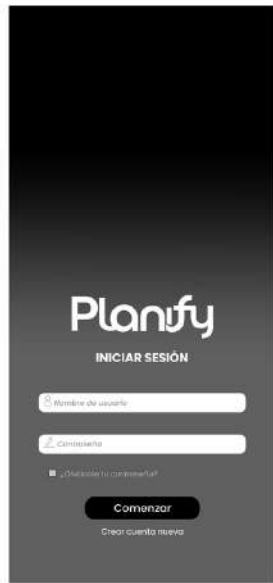 Planify
INICIAR SESIÓN
Nombre de usuario
Contraseña
¿Olvidaste tu contraseña?
Comenzar
Crear cuenta nueva